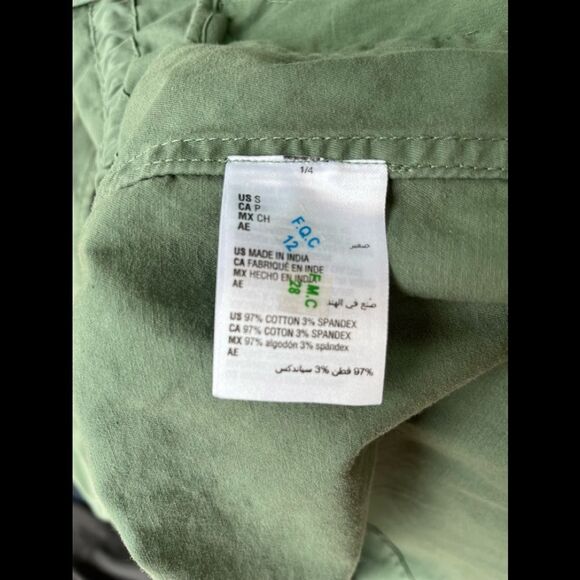 1/4
US S
CA P
MX CH
AE
صغير
F.Q.C
12
US MADE IN INDIA
CA FABRIQUÉ EN INDE
MX HECHO EN INDIA
AE
صنع في الهند
E.M.C
28
US 97% COTTON 3% SPANDEX
CA 97% COTON 3% SPANDEX
MX 97% algodón 3% spándex
AE
97% قطن 3% سباندكس